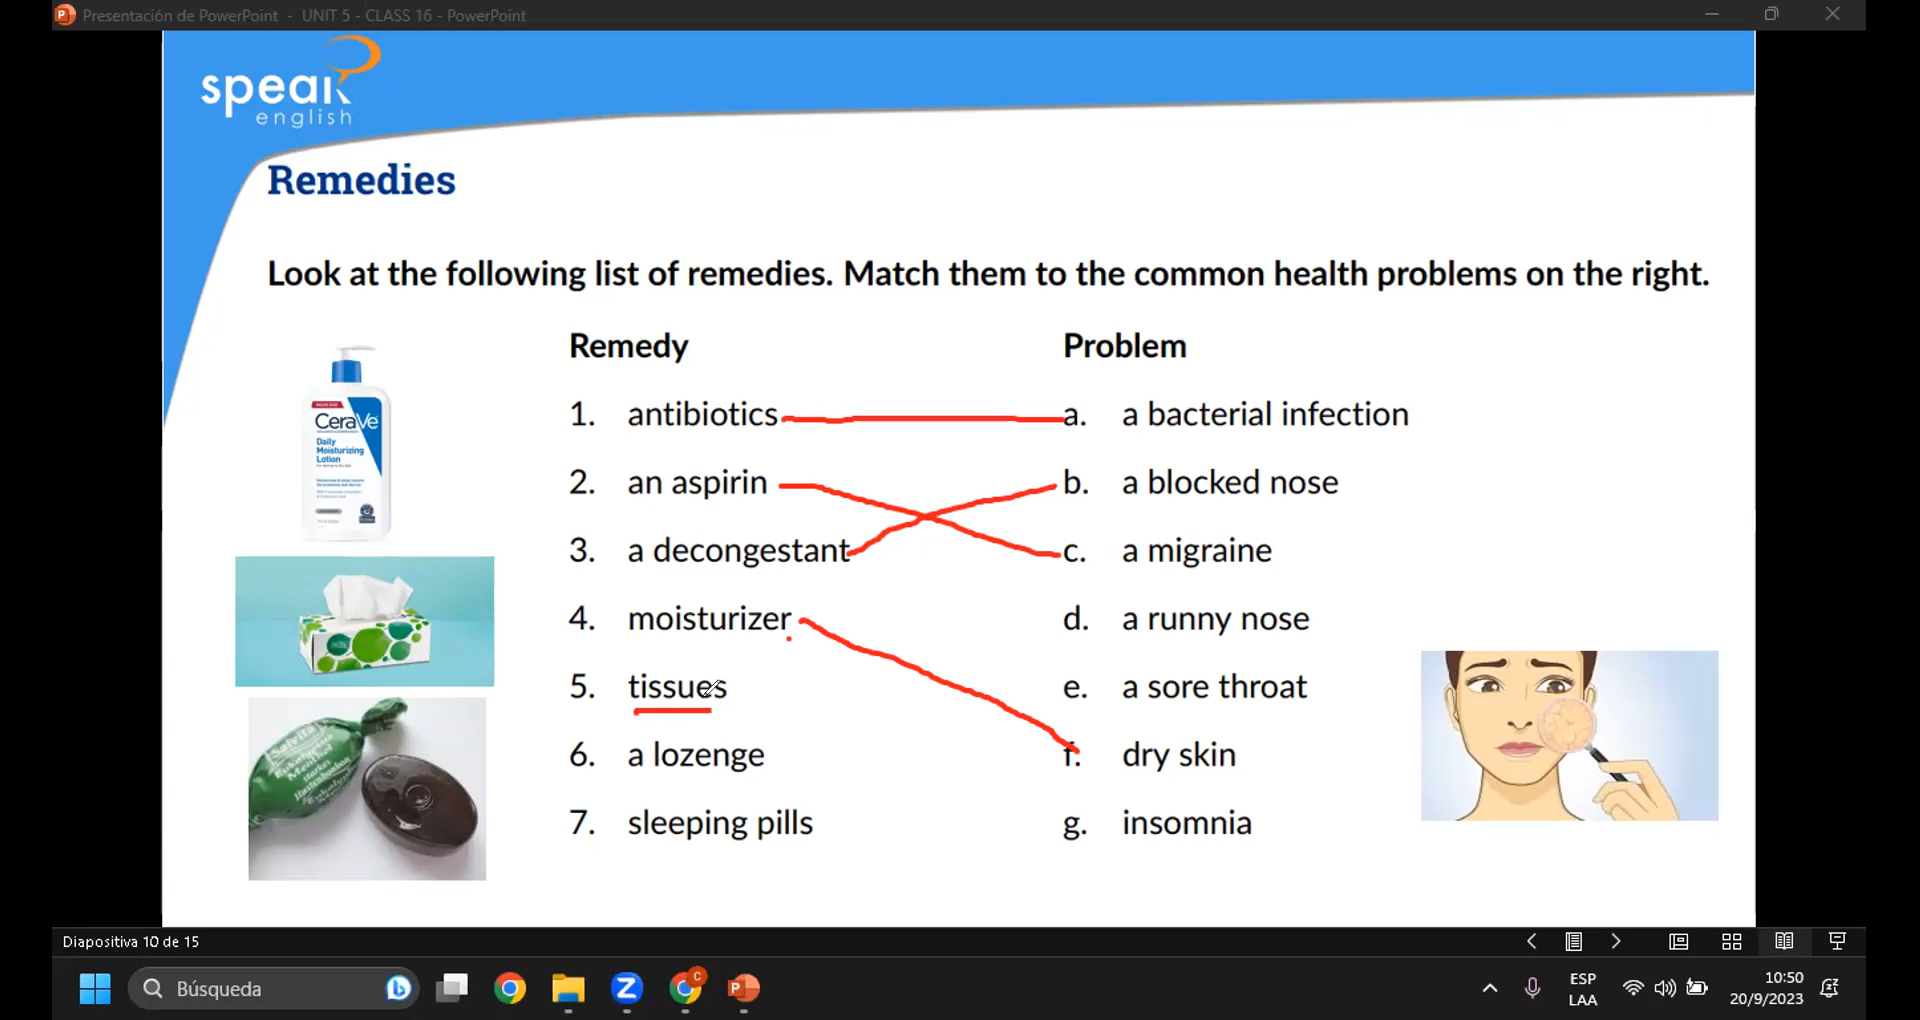 Presentación de PowerPoint - UNIT 5 - CLASS 16 - PowerPoint
speak
english
Remedies
Look at the following list of remedies. Match them to the common health problems on the right.
Remedy Problem
1. antibiotics a. a bacterial infection
2. an aspirin b. a blocked nose
3. a decongestant c. a migraine
4. moisturizer d. a runny nose
5. tissues e. a sore throat
6. a lozenge f. dry skin
7. sleeping pills g. insomnia
CeraVe
Daily
Moisturizing
Lotion
Salvita
Eukalyptus
Menthol
Diapositiva 10 de 15
Búsqueda
ESP
LAA
10:50
20/9/2023